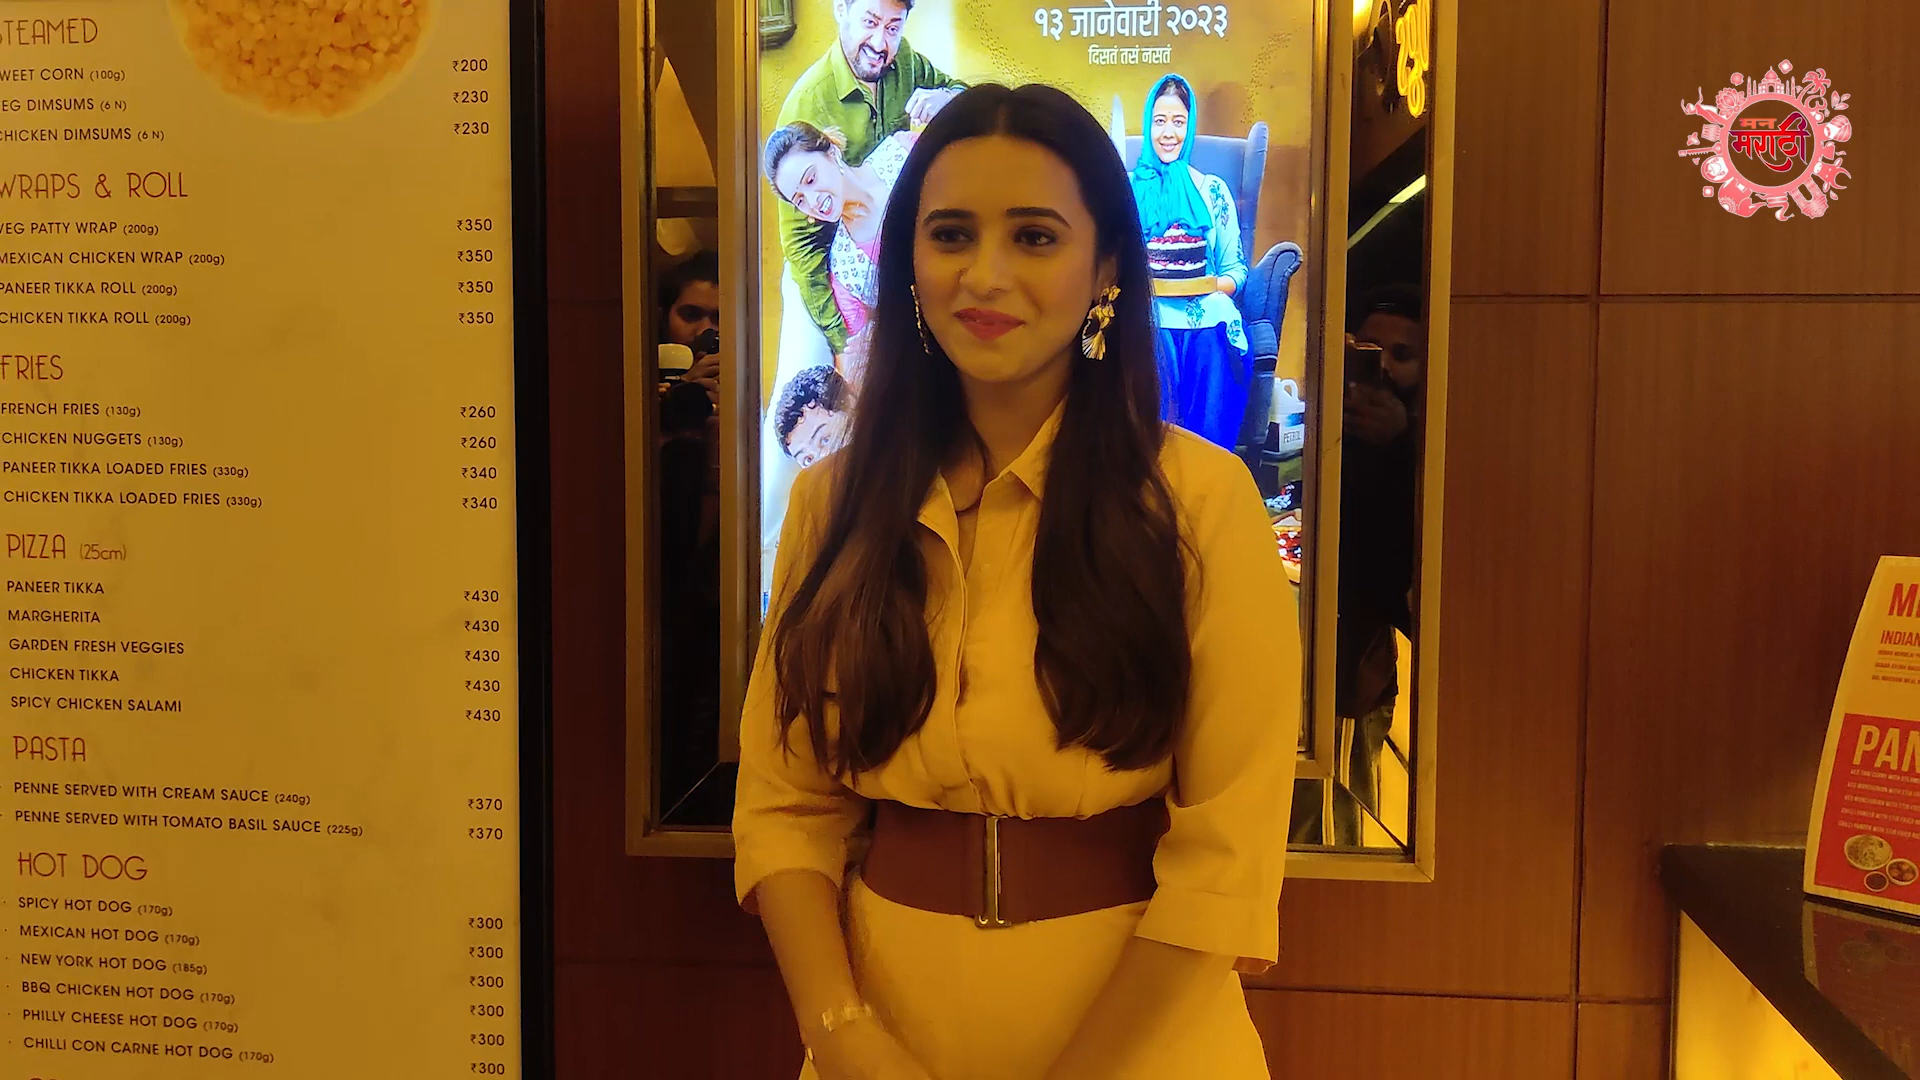 STEAMED
SWEET CORN (100g) ₹200
VEG DIMSUMS (6 N) ₹230
CHICKEN DIMSUMS (6 N) ₹230
WRAPS & ROLL
VEG PATTY WRAP (200g) ₹350
MEXICAN CHICKEN WRAP (200g) ₹350
PANEER TIKKA ROLL (200g) ₹350
CHICKEN TIKKA ROLL (200g) ₹350
FRIES
FRENCH FRIES (130g) ₹260
CHICKEN NUGGETS (130g) ₹260
PANEER TIKKA LOADED FRIES (330g) ₹340
CHICKEN TIKKA LOADED FRIES (330g) ₹340
PIZZA (25cm)
PANEER TIKKA ₹430
MARGHERITA ₹430
GARDEN FRESH VEGGIES ₹430
CHICKEN TIKKA ₹430
SPICY CHICKEN SALAMI ₹430
PASTA
PENNE SERVED WITH CREAM SAUCE (240g) ₹370
PENNE SERVED WITH TOMATO BASIL SAUCE (225g) ₹370
HOT DOG
SPICY HOT DOG (170g) ₹300
MEXICAN HOT DOG (170g) ₹300
NEW YORK HOT DOG (185g) ₹300
BBQ CHICKEN HOT DOG (170g) ₹300
PHILLY CHEESE HOT DOG (170g) ₹300
CHILLI CON CARNE HOT DOG (170g) ₹300
१३ जानेवारी २०२३
दिसतं तसं नसतं
PETROL
मन
मराठी
INDIAN
PAN